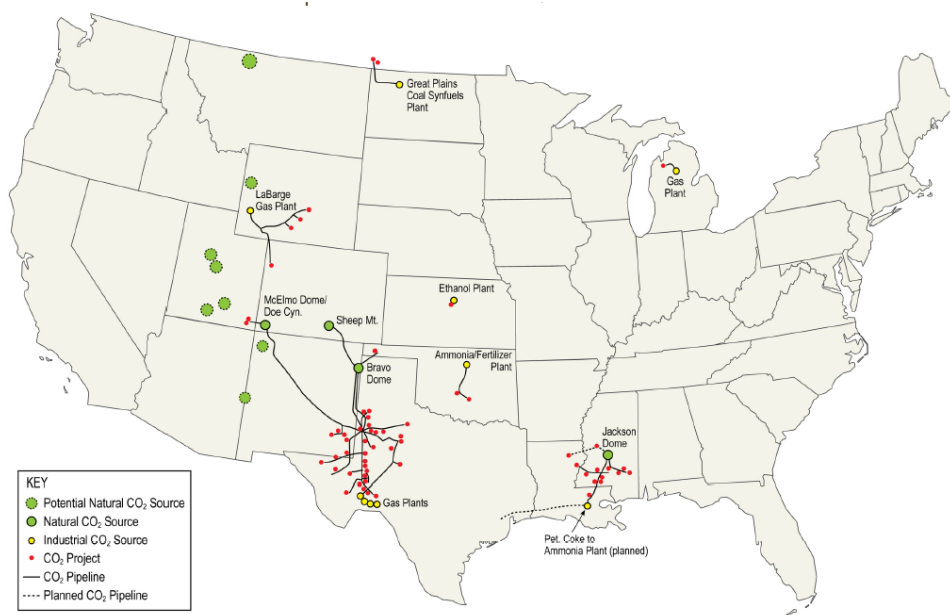 Great Plains
Coal Synfuels
Plant
Gas
Plant
LaBarge
Gas Plant
McElmo Dome/
Doe Cyn.
Sheep Mt.
Ethanol Plant
Bravo
Dome
Ammonia/Fertilizer
Plant
Jackson
Dome
Gas Plants
Pet. Coke to
Ammonia Plant (planned)
KEY
Potential Natural CO₂ Source
Natural CO₂ Source
Industrial CO₂ Source
CO₂ Project
CO₂ Pipeline
Planned CO₂ Pipeline